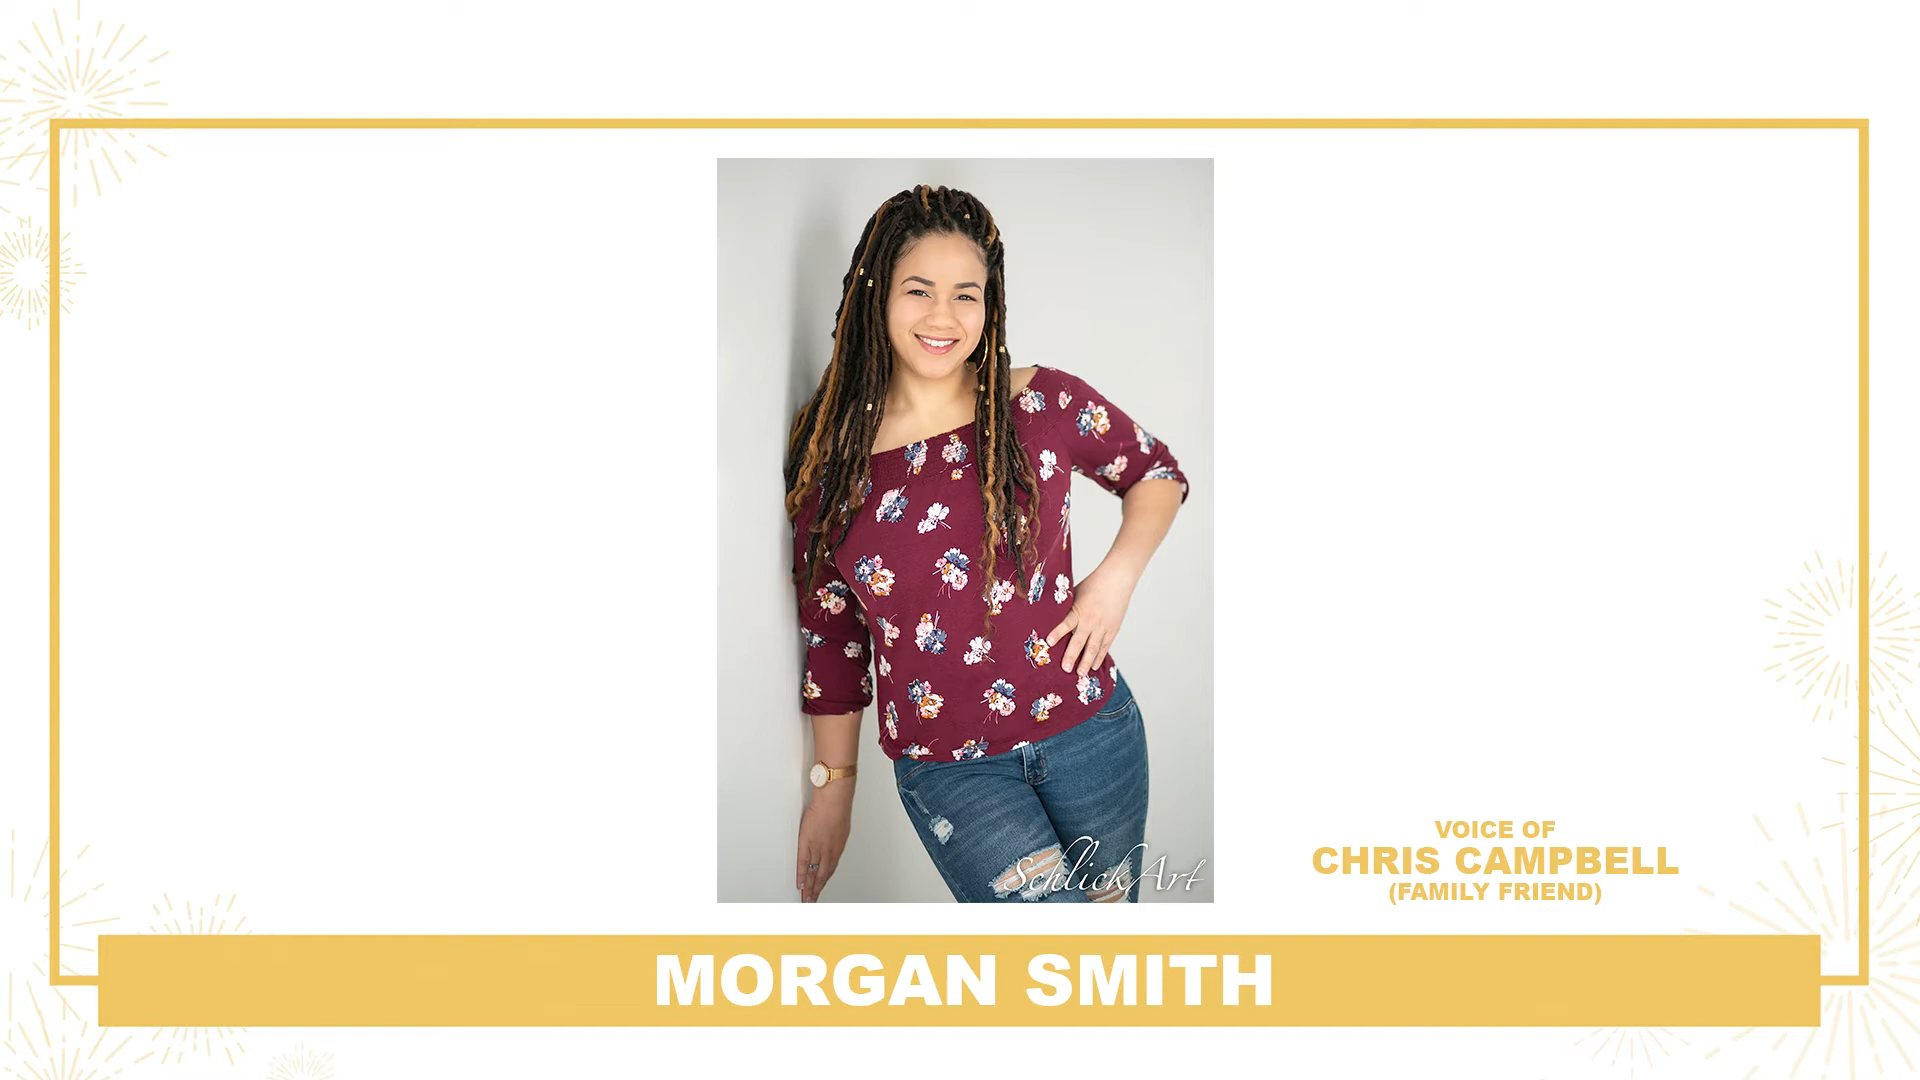 SchlickArt
VOICE OF
CHRIS CAMPBELL
(FAMILY FRIEND)
MORGAN SMITH